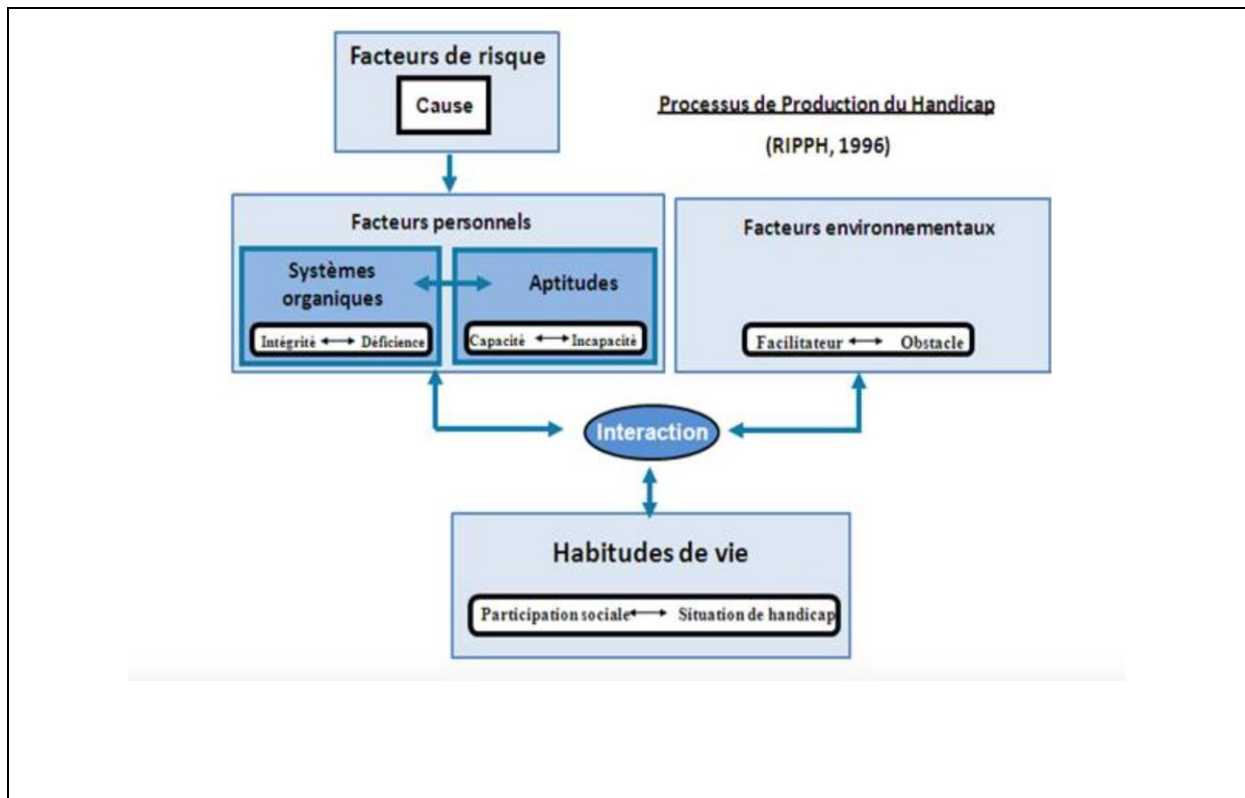 Facteurs de risque
Cause
Processus de Production du Handicap
(RIPPH, 1996)
Facteurs personnels
Systèmes
organiques
Intégrité Déficience
Aptitudes
Capacité Incapacité
Facteurs environnementaux
Facilitateur Obstacle
Interaction
Habitudes de vie
Participation sociale Situation de handicap